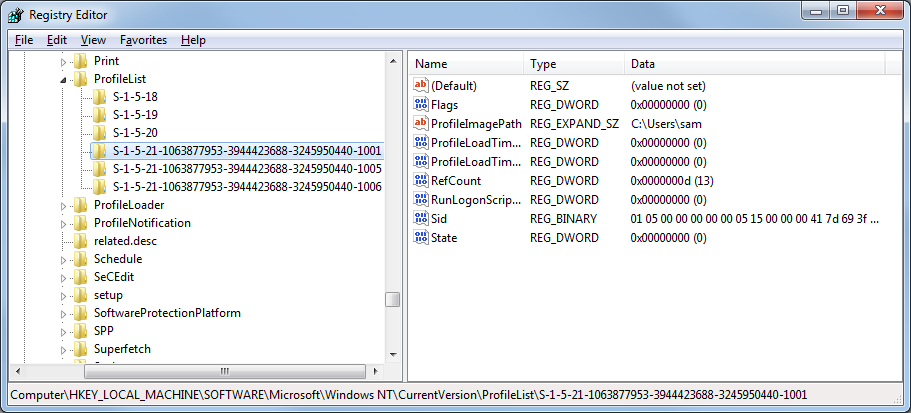 Registry Editor
File Edit View Favorites Help
Print
ProfileList
S-1-5-18
S-1-5-19
S-1-5-20
S-1-5-21-1063877953-3944423688-3245950440-1001
S-1-5-21-1063877953-3944423688-3245950440-1005
S-1-5-21-1063877953-3944423688-3245950440-1006
ProfileLoader
ProfileNotification
related.desc
Schedule
SeCEdit
setup
SoftwareProtectionPlatform
SPP
Superfetch
Name Type Data
(Default) REG_SZ (value not set)
Flags REG_DWORD 0x00000000 (0)
ProfileImagePath REG_EXPAND_SZ C:\Users\sam
ProfileLoadTim... REG_DWORD 0x00000000 (0)
ProfileLoadTim... REG_DWORD 0x00000000 (0)
RefCount REG_DWORD 0x0000000d (13)
RunLogonScrip... REG_DWORD 0x00000000 (0)
Sid REG_BINARY 01 05 00 00 00 00 00 05 15 00 00 00 41 7d 69 3f ...
State REG_DWORD 0x00000000 (0)
Computer\HKEY_LOCAL_MACHINE\SOFTWARE\Microsoft\Windows NT\CurrentVersion\ProfileList\S-1-5-21-1063877953-3944423688-3245950440-1001